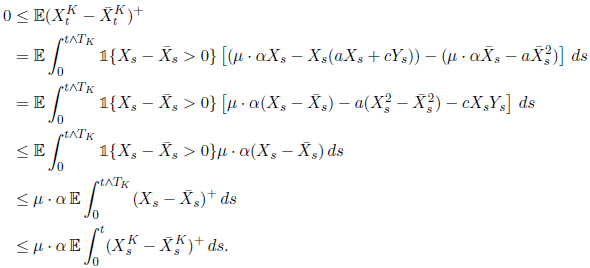 0 ≤ 𝔼(X_t^K − X̄_t^K)^+
= 𝔼 ∫_0^{t∧T_K} 𝟙{X_s − X̄_s > 0} [(μ · αX_s − X_s(aX_s + cY_s)) − (μ · αX̄_s − aX̄_s^2)] ds
= 𝔼 ∫_0^{t∧T_K} 𝟙{X_s − X̄_s > 0} [μ · α(X_s − X̄_s) − a(X_s^2 − X̄_s^2) − cX_sY_s] ds
≤ 𝔼 ∫_0^{t∧T_K} 𝟙{X_s − X̄_s > 0}μ · α(X_s − X̄_s) ds
≤ μ · α 𝔼 ∫_0^{t∧T_K} (X_s − X̄_s)^+ ds
≤ μ · α 𝔼 ∫_0^t (X_s^K − X̄_s^K)^+ ds.